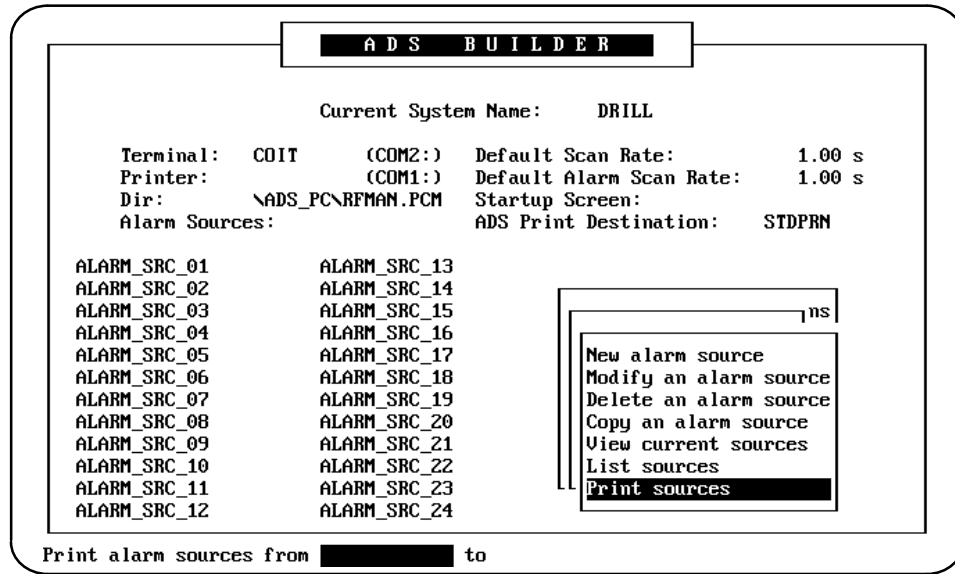 ADS BUILDER
Current System Name: DRILL
Terminal: COIT (COM2:) Default Scan Rate: 1.00 s
Printer: (COM1:) Default Alarm Scan Rate: 1.00 s
Dir: \ADS_PC\RFMAN.PCM Startup Screen:
Alarm Sources: ADS Print Destination: STDPRN
ALARM_SRC_01 ALARM_SRC_13
ALARM_SRC_02 ALARM_SRC_14
ALARM_SRC_03 ALARM_SRC_15 ns
ALARM_SRC_04 ALARM_SRC_16
ALARM_SRC_05 ALARM_SRC_17 New alarm source
ALARM_SRC_06 ALARM_SRC_18 Modify an alarm source
ALARM_SRC_07 ALARM_SRC_19 Delete an alarm source
ALARM_SRC_08 ALARM_SRC_20 Copy an alarm source
ALARM_SRC_09 ALARM_SRC_21 View current sources
ALARM_SRC_10 ALARM_SRC_22 List sources
ALARM_SRC_11 ALARM_SRC_23 Print sources
ALARM_SRC_12 ALARM_SRC_24
Print alarm sources from to